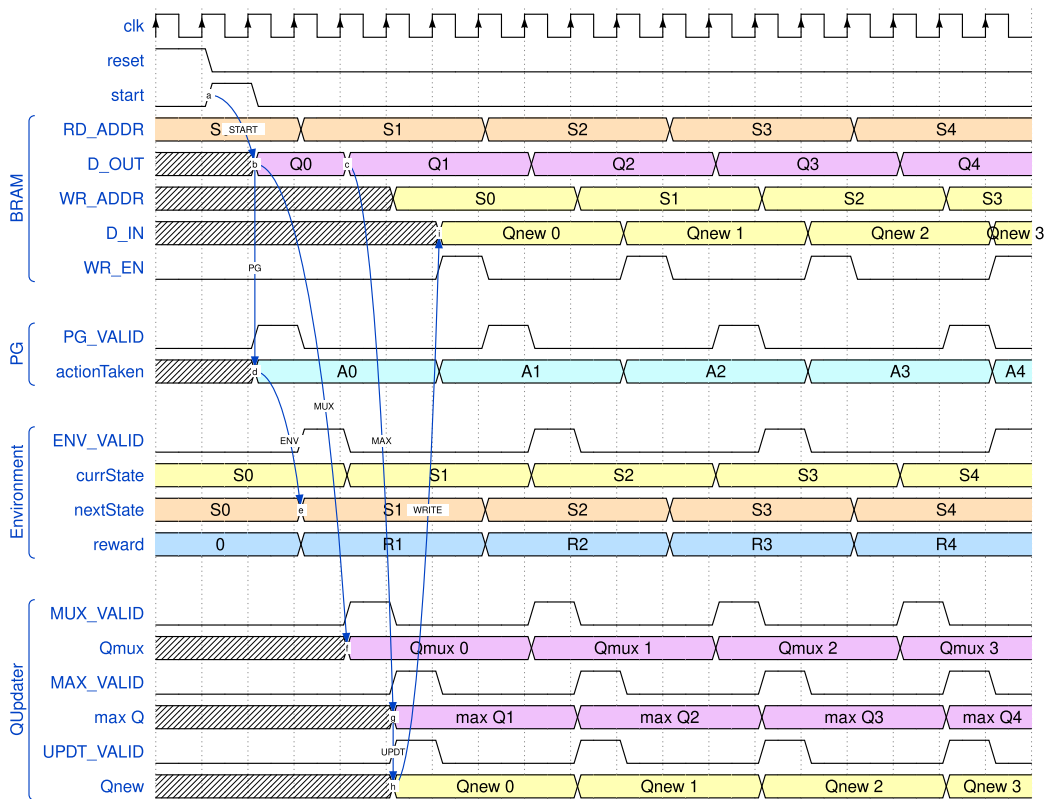 clk
reset
start
a
BRAM
RD_ADDR S START S1 S2 S3 S4
D_OUT b Q0 c Q1 Q2 Q3 Q4
WR_ADDR S0 S1 S2 S3
D_IN i Qnew 0 Qnew 1 Qnew 2 Qnew 3
WR_EN PG
PG
PG_VALID
actionTaken d A0 A1 A2 A3 A4
MUX
Environment
ENV_VALID ENV MAX
currState S0 S1 S2 S3 S4
nextState S0 e S1 WRITE S2 S3 S4
reward 0 R1 R2 R3 R4
QUpdater
MUX_VALID
Qmux Qmux 0 Qmux 1 Qmux 2 Qmux 3
MAX_VALID
max Q g max Q1 max Q2 max Q3 max Q4
UPDT_VALID UPDT
Qnew h Qnew 0 Qnew 1 Qnew 2 Qnew 3